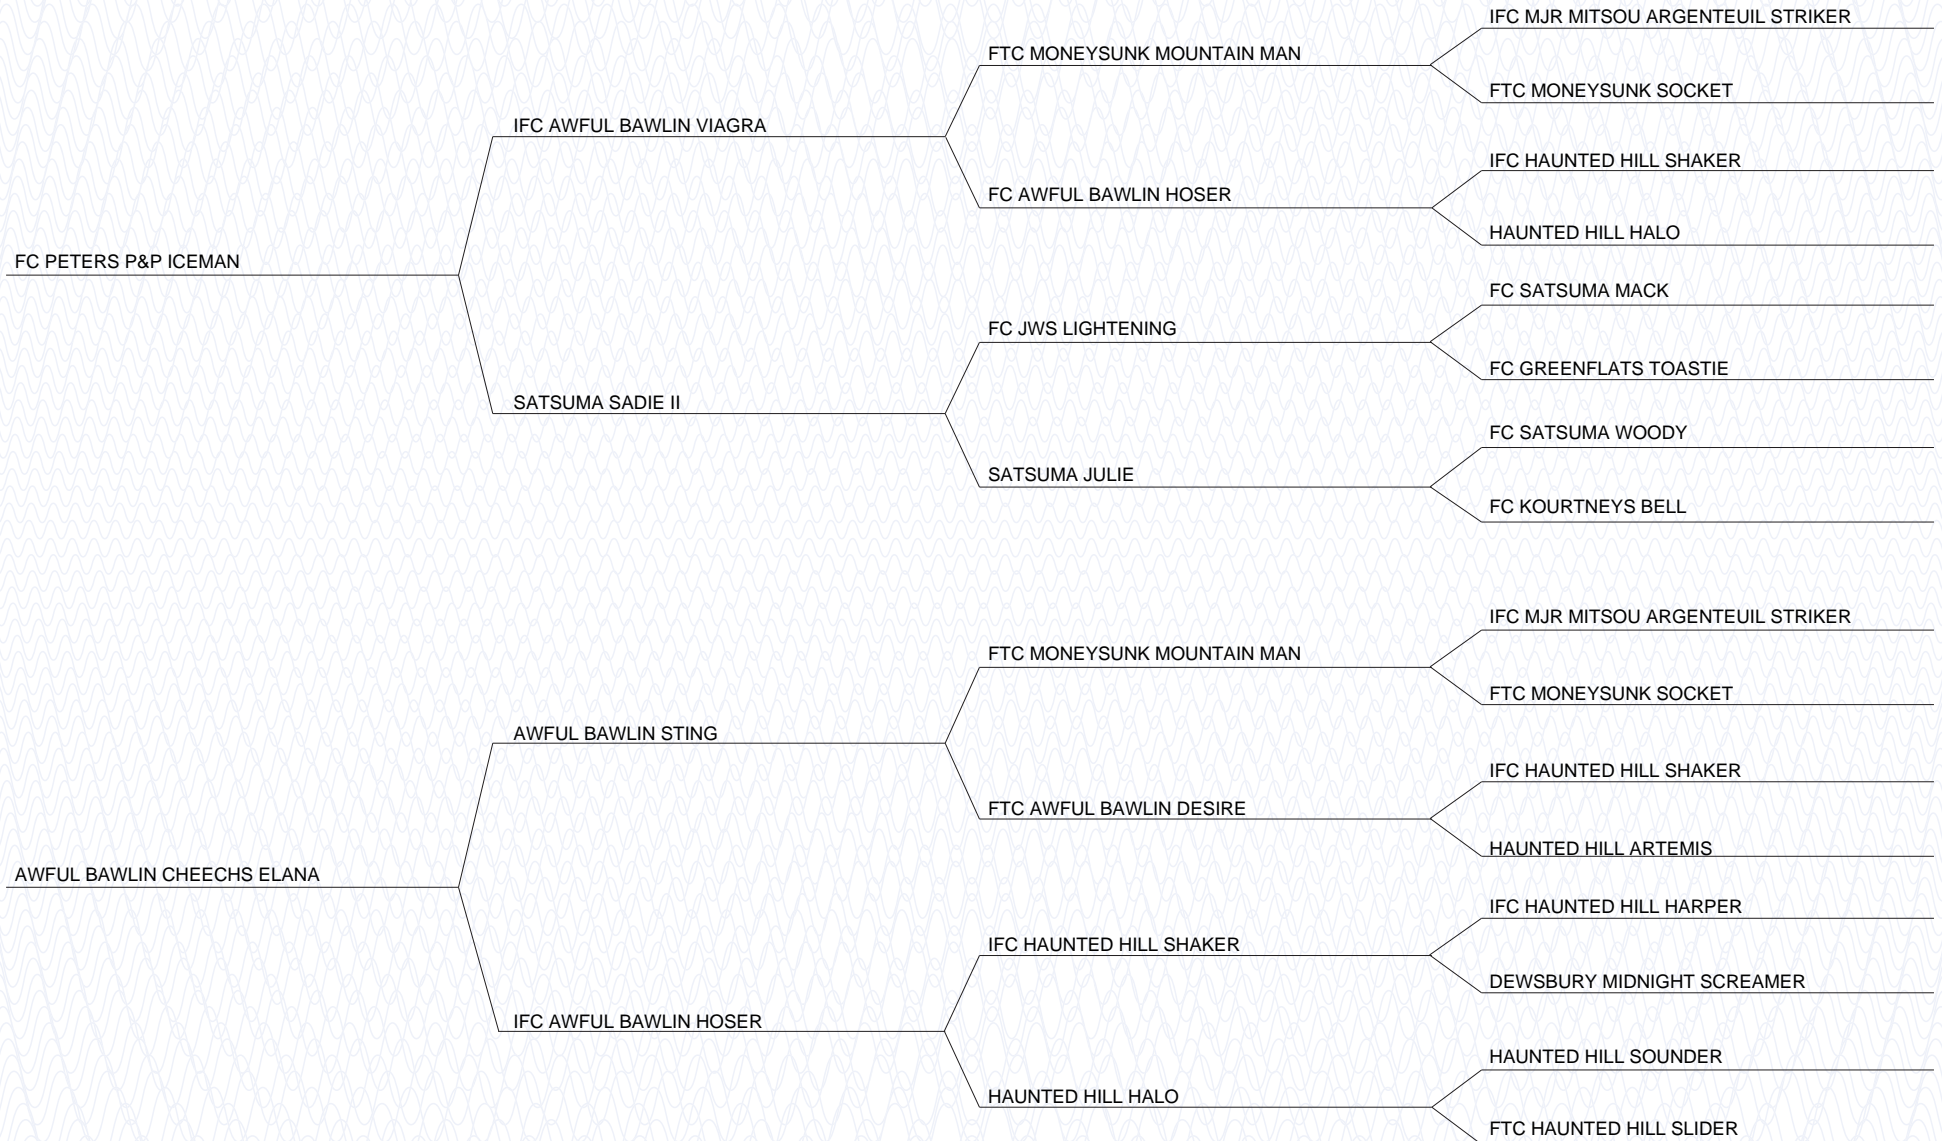 IFC MJR MITSOU ARGENTEUIL STRIKER
FTC MONEYSUNK MOUNTAIN MAN
FTC MONEYSUNK SOCKET
IFC AWFUL BAWLIN VIAGRA
IFC HAUNTED HILL SHAKER
FC AWFUL BAWLIN HOSER
HAUNTED HILL HALO
FC PETERS P&P ICEMAN
FC SATSUMA MACK
FC JWS LIGHTENING
FC GREENFLATS TOASTIE
SATSUMA SADIE II
FC SATSUMA WOODY
SATSUMA JULIE
FC KOURTNEYS BELL
IFC MJR MITSOU ARGENTEUIL STRIKER
FTC MONEYSUNK MOUNTAIN MAN
FTC MONEYSUNK SOCKET
AWFUL BAWLIN STING
IFC HAUNTED HILL SHAKER
FTC AWFUL BAWLIN DESIRE
HAUNTED HILL ARTEMIS
AWFUL BAWLIN CHEECHS ELANA
IFC HAUNTED HILL HARPER
IFC HAUNTED HILL SHAKER
DEWSBURY MIDNIGHT SCREAMER
IFC AWFUL BAWLIN HOSER
HAUNTED HILL SOUNDER
HAUNTED HILL HALO
FTC HAUNTED HILL SLIDER